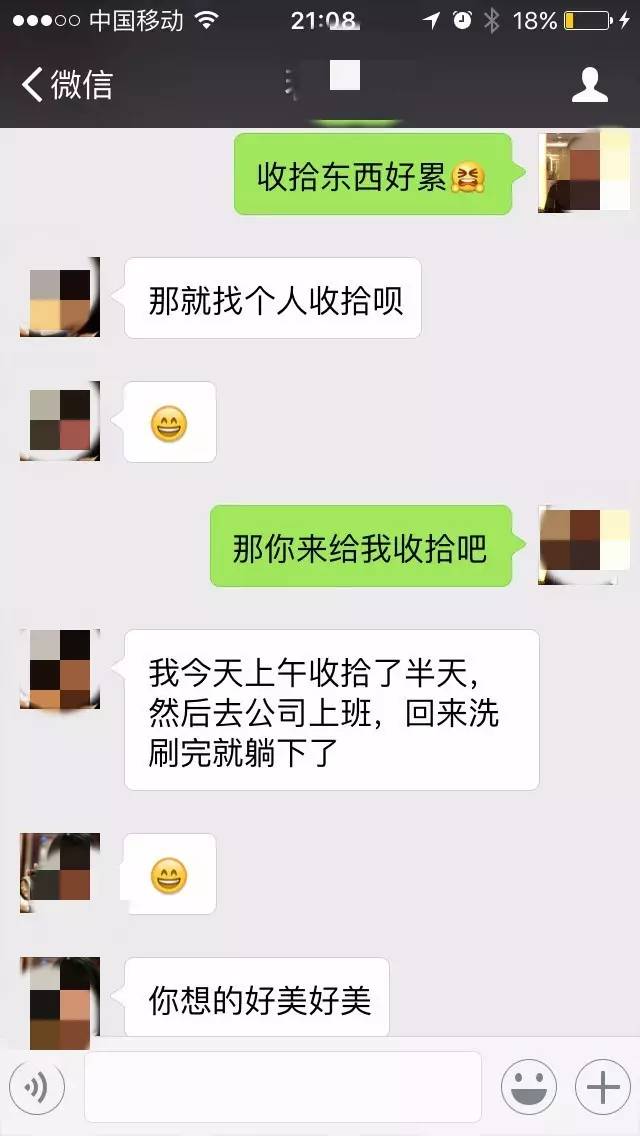 中国移动 21:08 18%
微信
收拾东西好累
那就找个人收拾呗
那你来给我收拾吧
我今天上午收拾了半天，
然后去公司上班，回来洗
刷完就躺下了
你想的好美好美